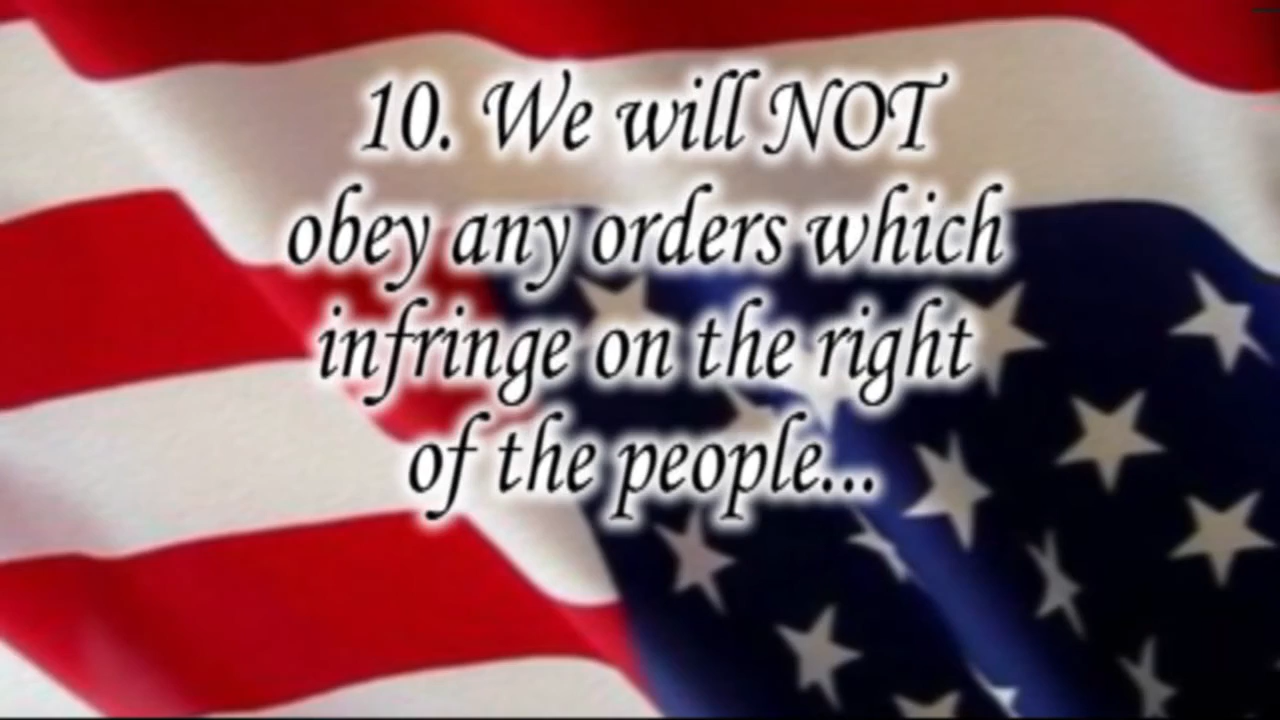 10. We will NOT
obey any orders which
infringe on the right
of the people...